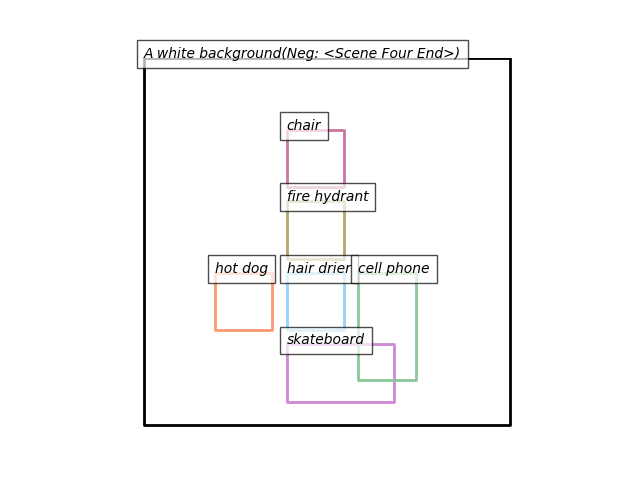 A white background(Neg: <Scene Four End>)
chair
fire hydrant
hot dog
hair drier
cell phone
skateboard